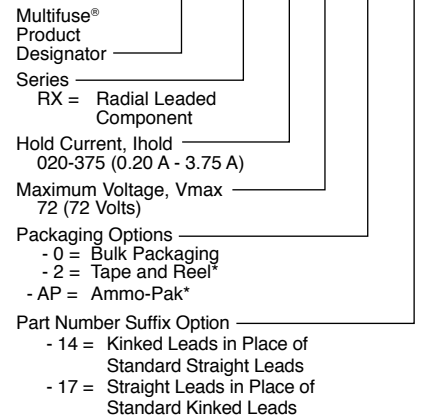 Multifuse®
Product
Designator
Series
RX = Radial Leaded
Component
Hold Current, Ihold
020-375 (0.20 A - 3.75 A)
Maximum Voltage, Vmax
72 (72 Volts)
Packaging Options
- 0 = Bulk Packaging
- 2 = Tape and Reel*
- AP = Ammo-Pak*
Part Number Suffix Option
- 14 = Kinked Leads in Place of
Standard Straight Leads
- 17 = Straight Leads in Place of
Standard Kinked Leads